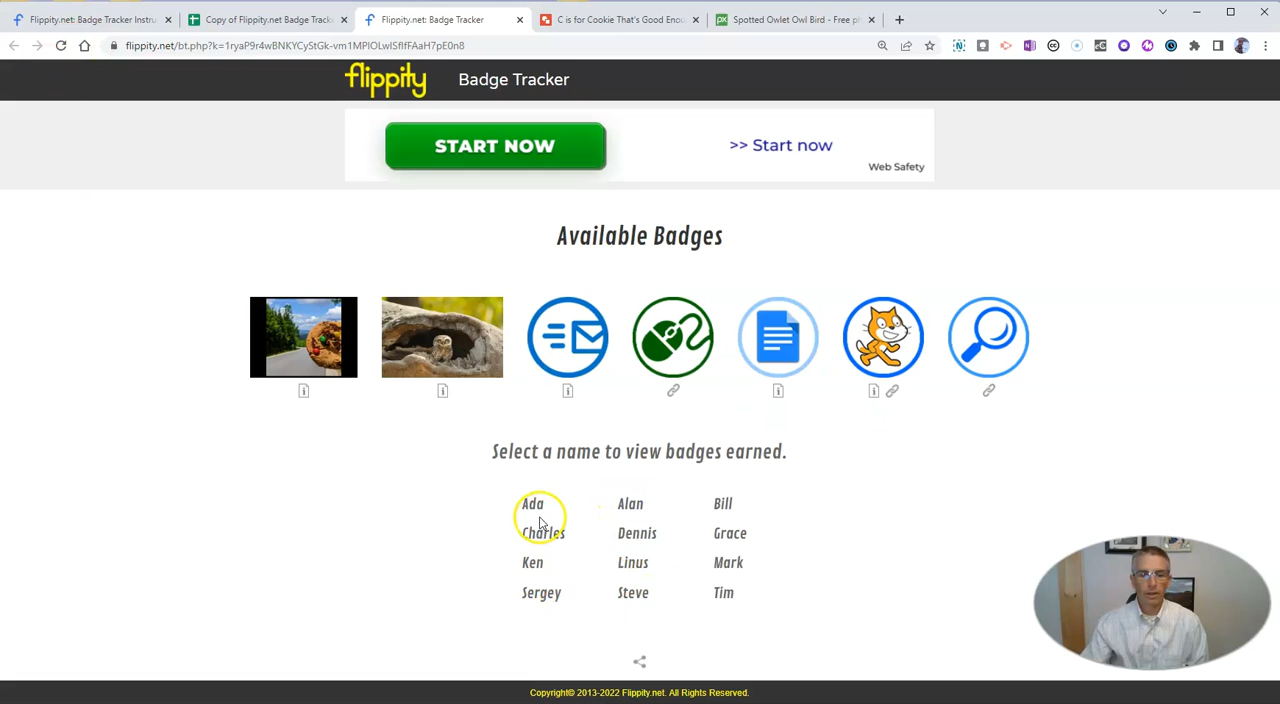 Flippity.net: Badge Tracker Instru
Copy of Flippity.net Badge Track
Flippity.net: Badge Tracker
C is for Cookie That's Good Enou
Spotted Owlet Owl Bird - Free ph
flippity.net/bt.php?k=1ryaP9r4wBNKYCyStGk-vm1MPIOLwISfIfFAaH7pE0n8
flippity
Badge Tracker
START NOW
>> Start now
Web Safety
Available Badges
Select a name to view badges earned.
Ada Alan Bill
Charles Dennis Grace
Ken Linus Mark
Sergey Steve Tim
Copyright© 2013-2022 Flippity.net. All Rights Reserved.